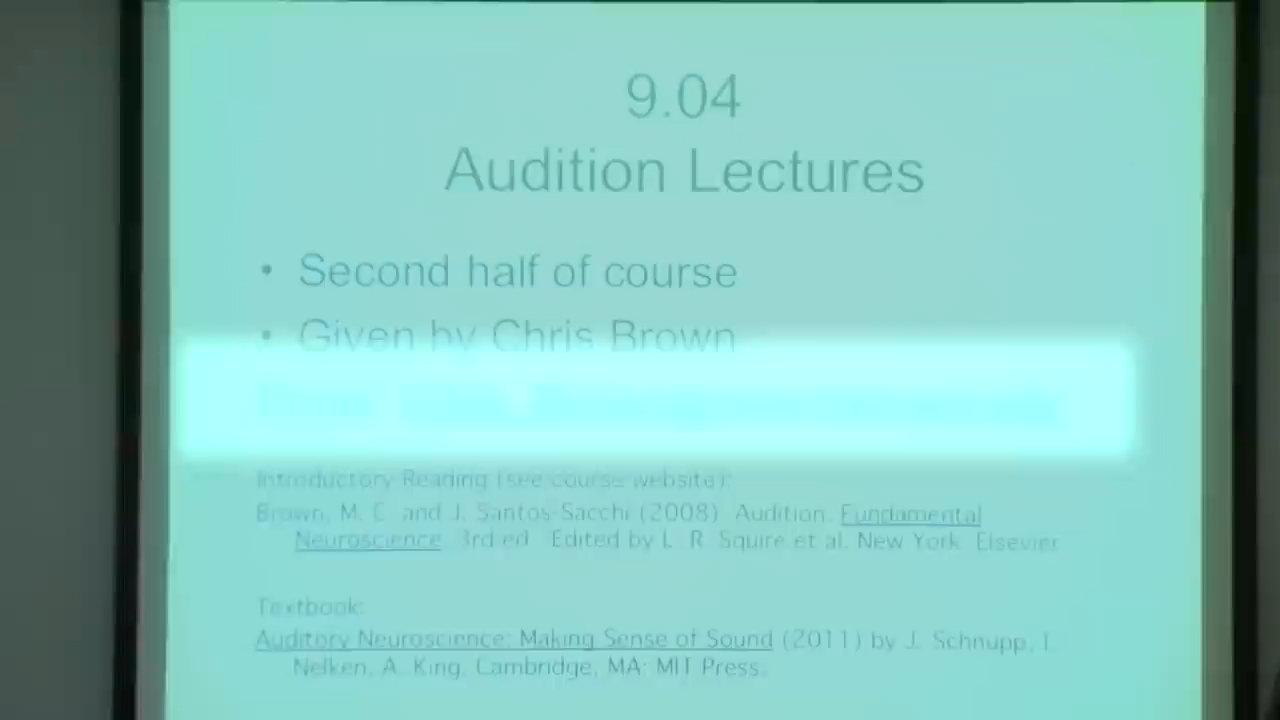 9.04
Audition Lectures
• Second half of course
• Given by Chris Brown
Introductory Reading (see course website):
Brown, M. C. and J. Santos-Sacchi (2008). Audition. Fundamental
Neuroscience, 3rd ed. Edited by L. R. Squire et al. New York: Elsevier
Textbook:
Auditory Neuroscience: Making Sense of Sound (2011) by J. Schnupp, I.
Nelken, A. King, Cambridge, MA: MIT Press.